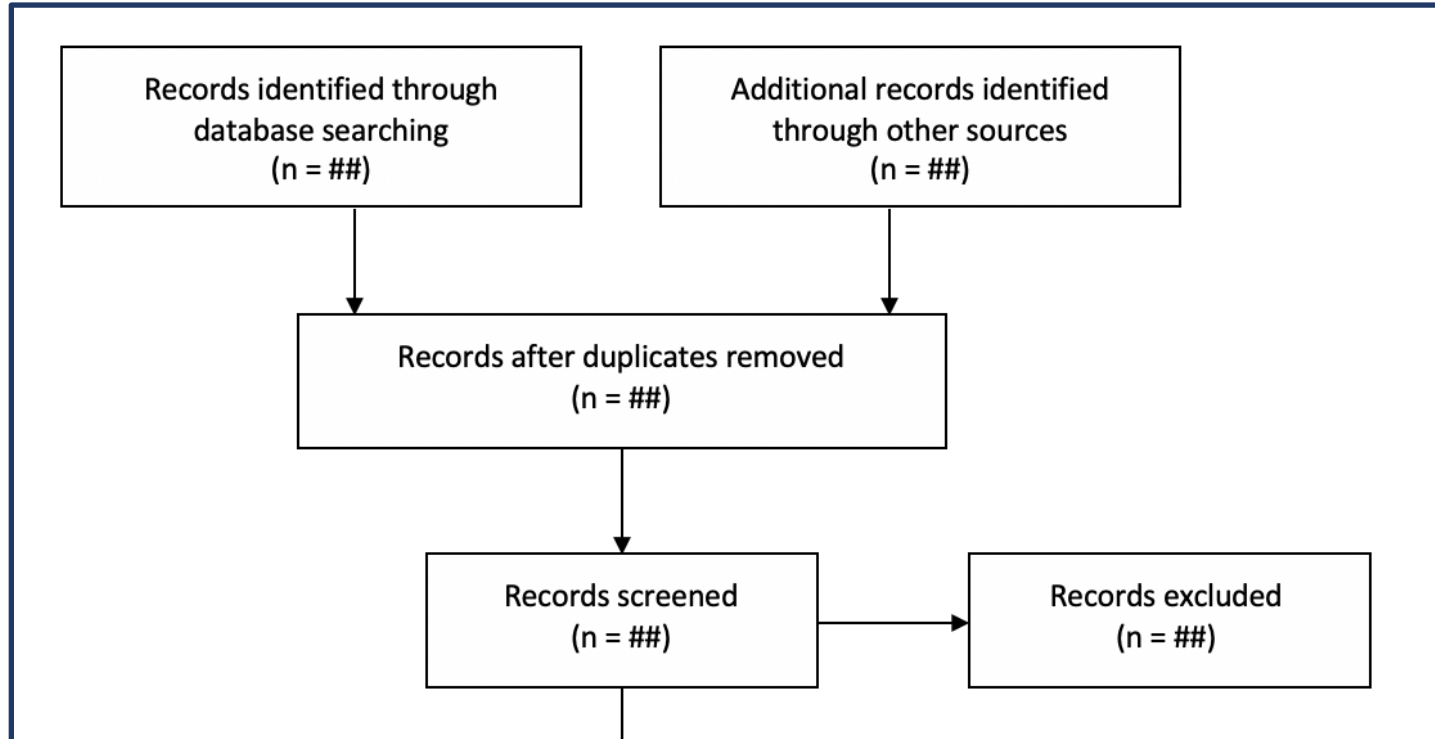 Records identified through
database searching
(n = ##)
Additional records identified
through other sources
(n = ##)
Records after duplicates removed
(n = ##)
Records screened
(n = ##)
Records excluded
(n = ##)